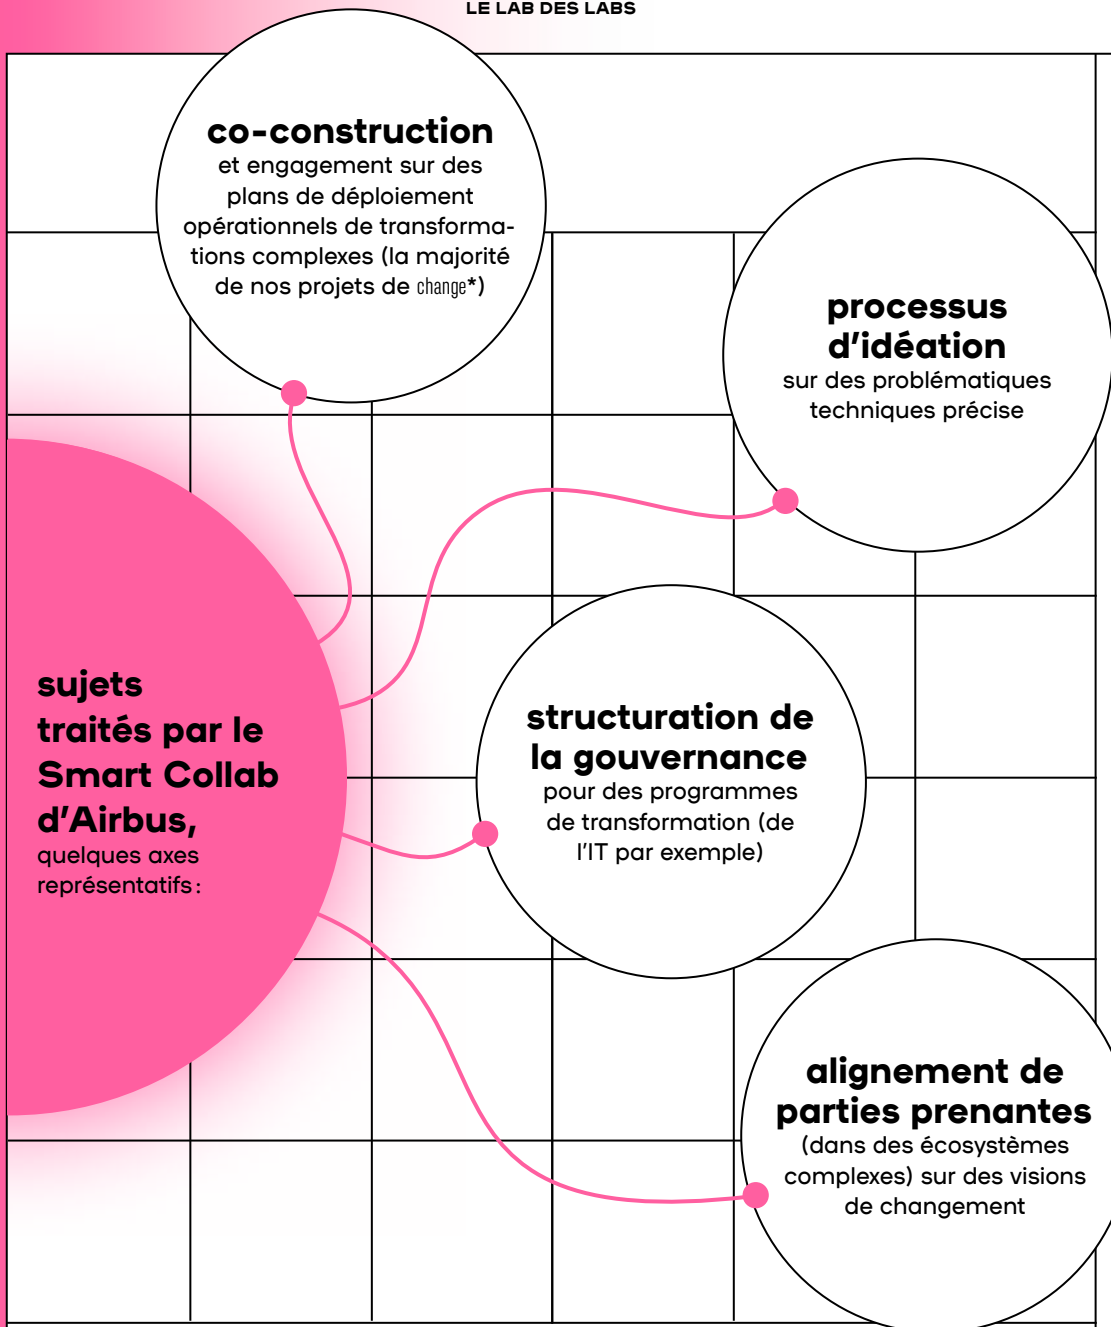 LE LAB DES LABS
co-construction
et engagement sur des
plans de déploiement
opérationnels de transforma-
tions complexes (la majorité
de nos projets de change*)
processus
d'idéation
sur des problématiques
techniques précise
sujets
traités par le
Smart Collab
d'Airbus,
quelques axes
représentatifs :
structuration de
la gouvernance
pour des programmes
de transformation (de
l'IT par exemple)
alignement de
parties prenantes
(dans des écosystèmes
complexes) sur des visions
de changement